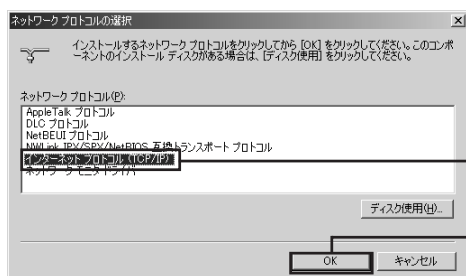 ネットワーク プロトコルの選択
インストールするネットワーク プロトコルをクリックしてから [OK] をクリックしてください。このコンポ
ーネントのインストール ディスクがある場合は、[ディスク使用] をクリックしてください。
ネットワーク プロトコル(P):
AppleTalk プロトコル
DLC プロトコル
NetBEUI プロトコル
NWLink IPX/SPX/NetBIOS 互換トランスポート プロトコル
インターネット プロトコル (TCP/IP)
ネットワーク モニタ ドライバ
ディスク使用(H)...
OK
キャンセル